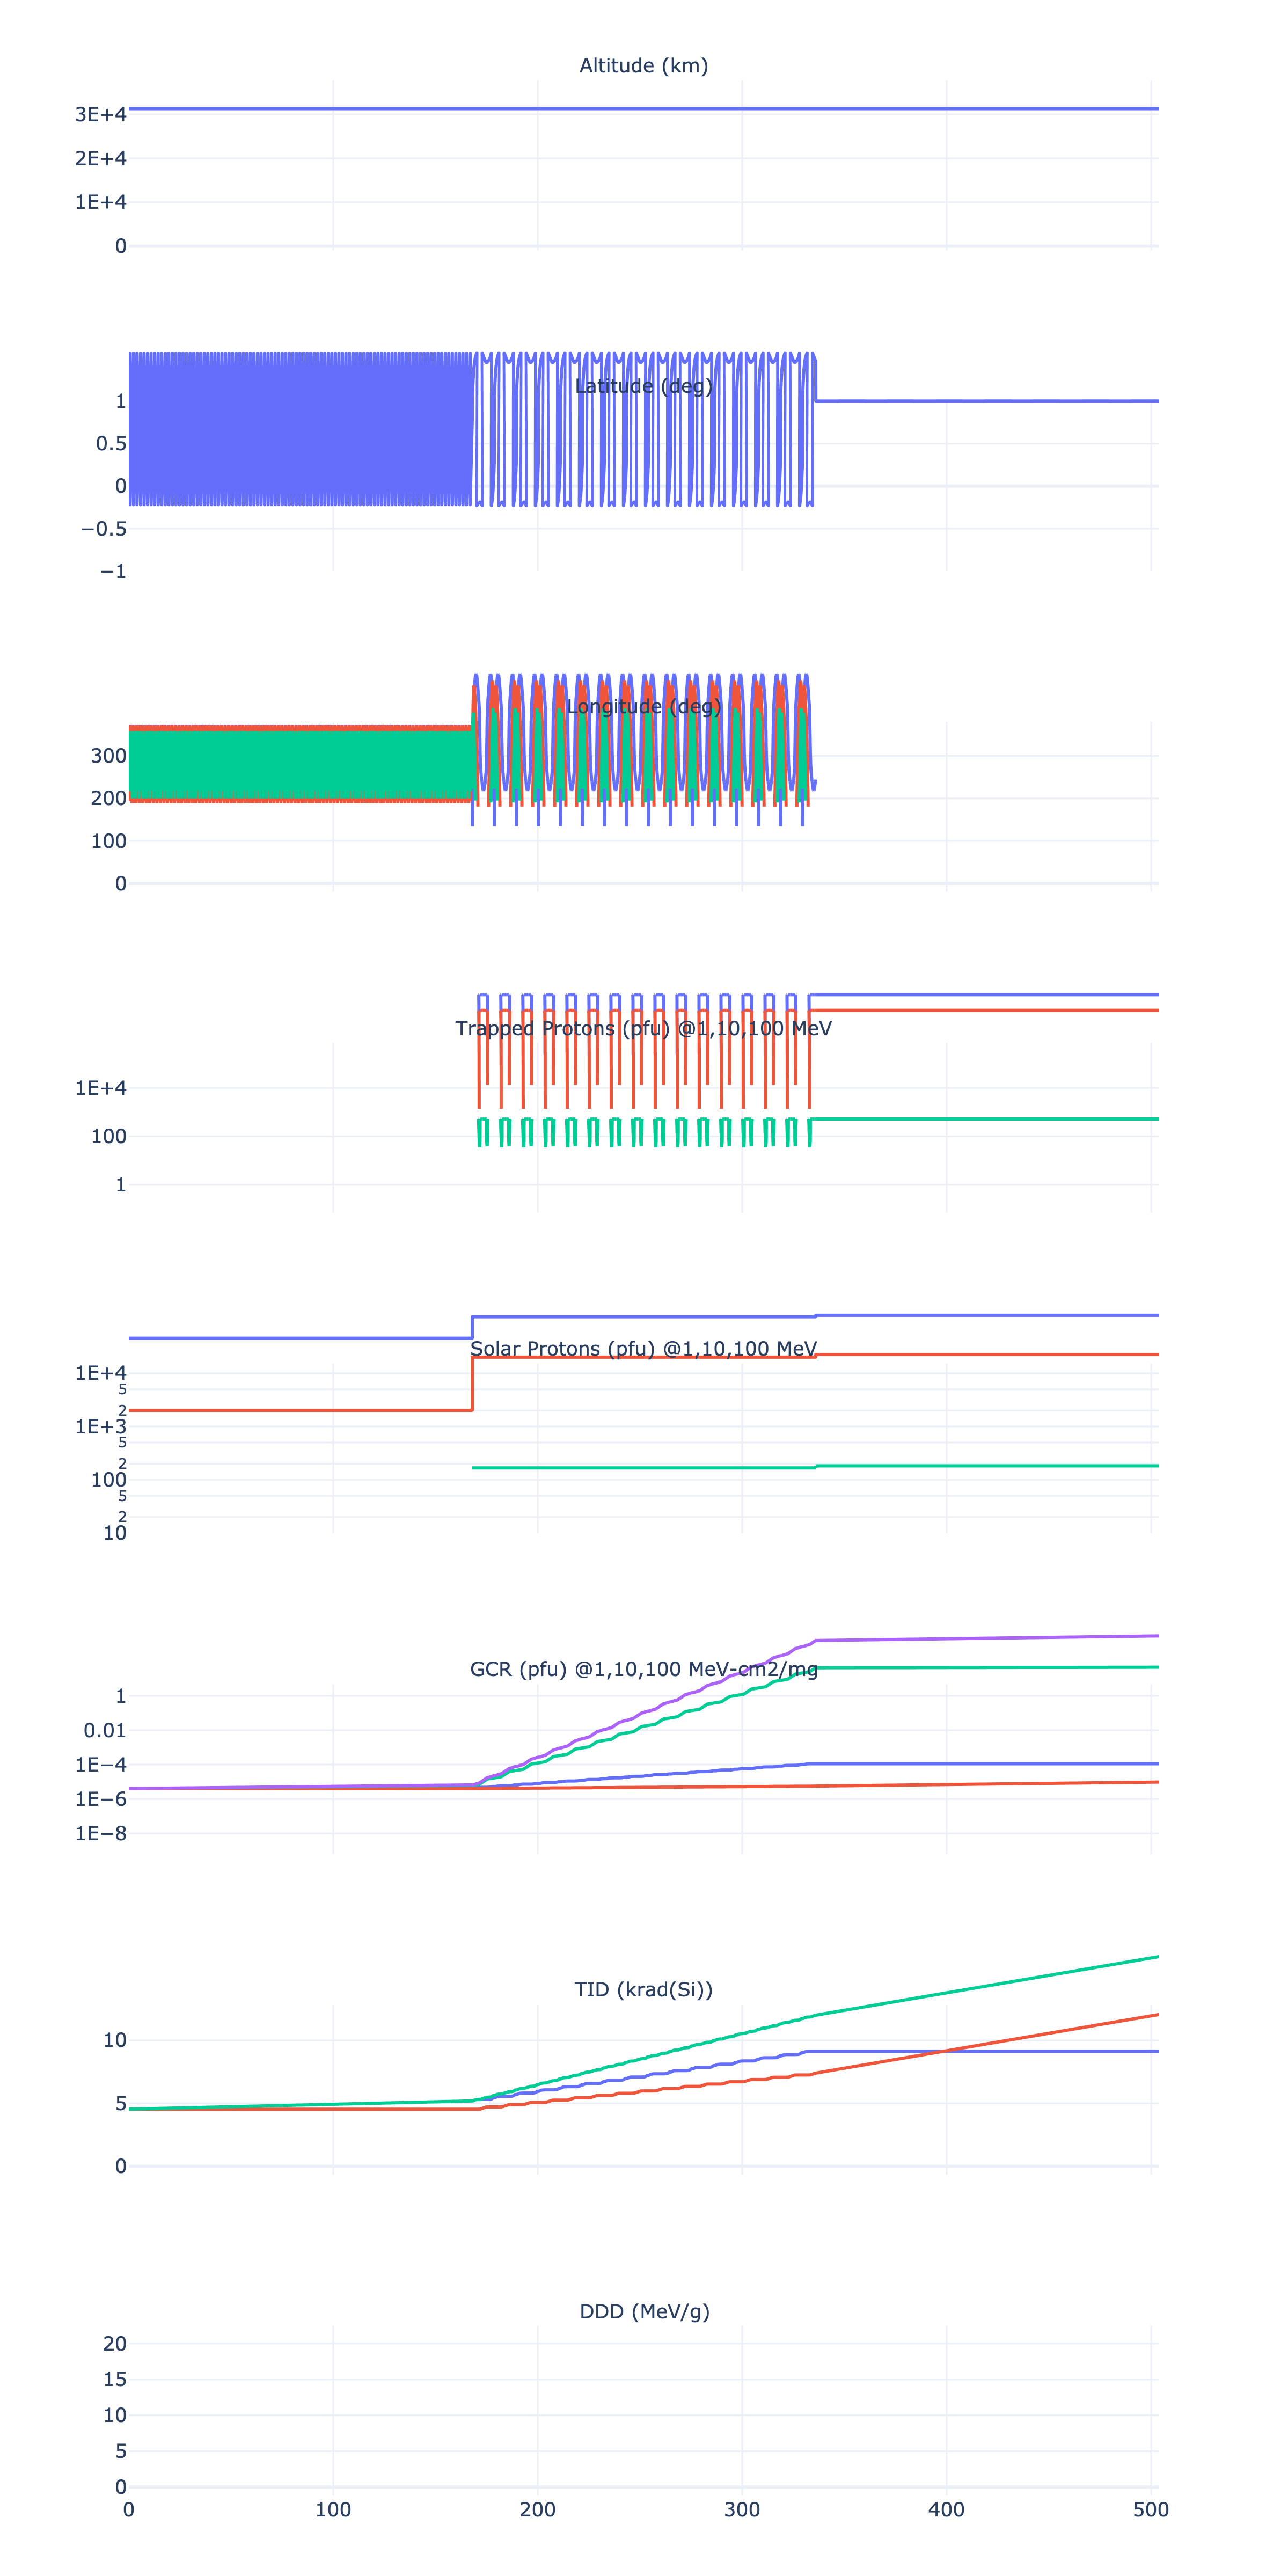 Altitude (km)
3E+4
2E+4
1E+4
0
Latitude (deg)
1
0.5
0
−0.5
−1
Longitude (deg)
300
200
100
0
Trapped Protons (pfu) @1,10,100 MeV
1E+4
100
1
Solar Protons (pfu) @1,10,100 MeV
1E+4
5
2
1E+3
5
2
100
5
2
10
GCR (pfu) @1,10,100 MeV-cm2/mg
1
0.01
1E−4
1E−6
1E−8
TID (krad(Si))
10
5
0
DDD (MeV/g)
20
15
10
5
0
0 100 200 300 400 500